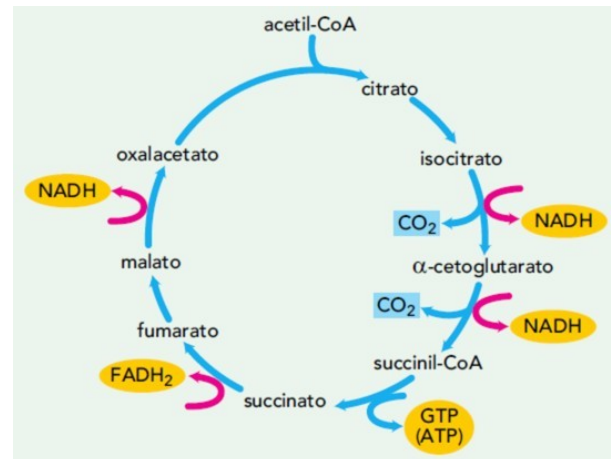 acetil-CoA
citrato
isocitrato
CO₂
NADH
α-cetoglutarato
CO₂
NADH
succinil-CoA
GTP
(ATP)
succinato
FADH₂
fumarato
malato
NADH
oxalacetato